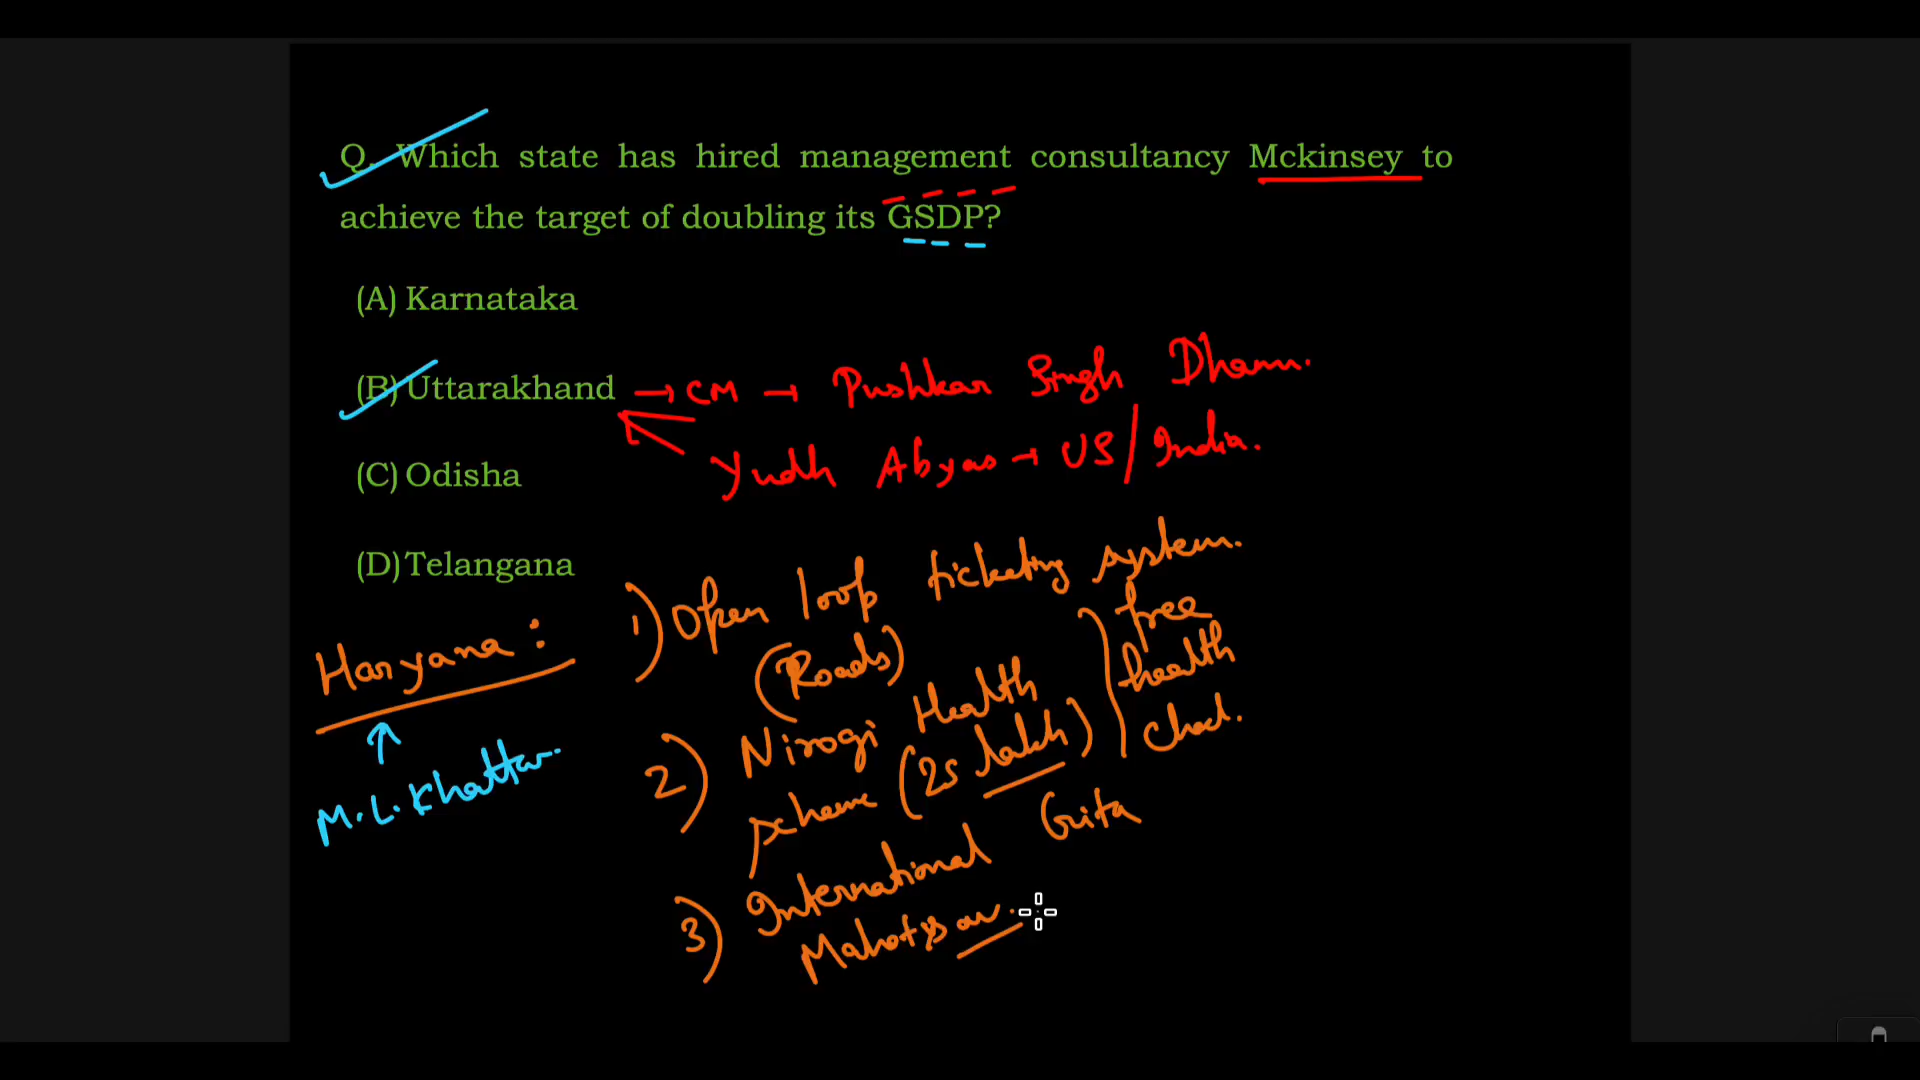 Q. Which state has hired management consultancy Mckinsey to
achieve the target of doubling its GSDP?
(A) Karnataka
(B) Uttarakhand → CM → Pushkar Singh Dhami.
Yudh Abyas → US/India.
(C) Odisha
(D) Telangana
Haryana:
M.L. Khattar.
1) Open loop ticketing system.
(Roads)
2) Nirogi Health
scheme (25 lakh)
free
health
check.
3) International Gita
Mahotsav.